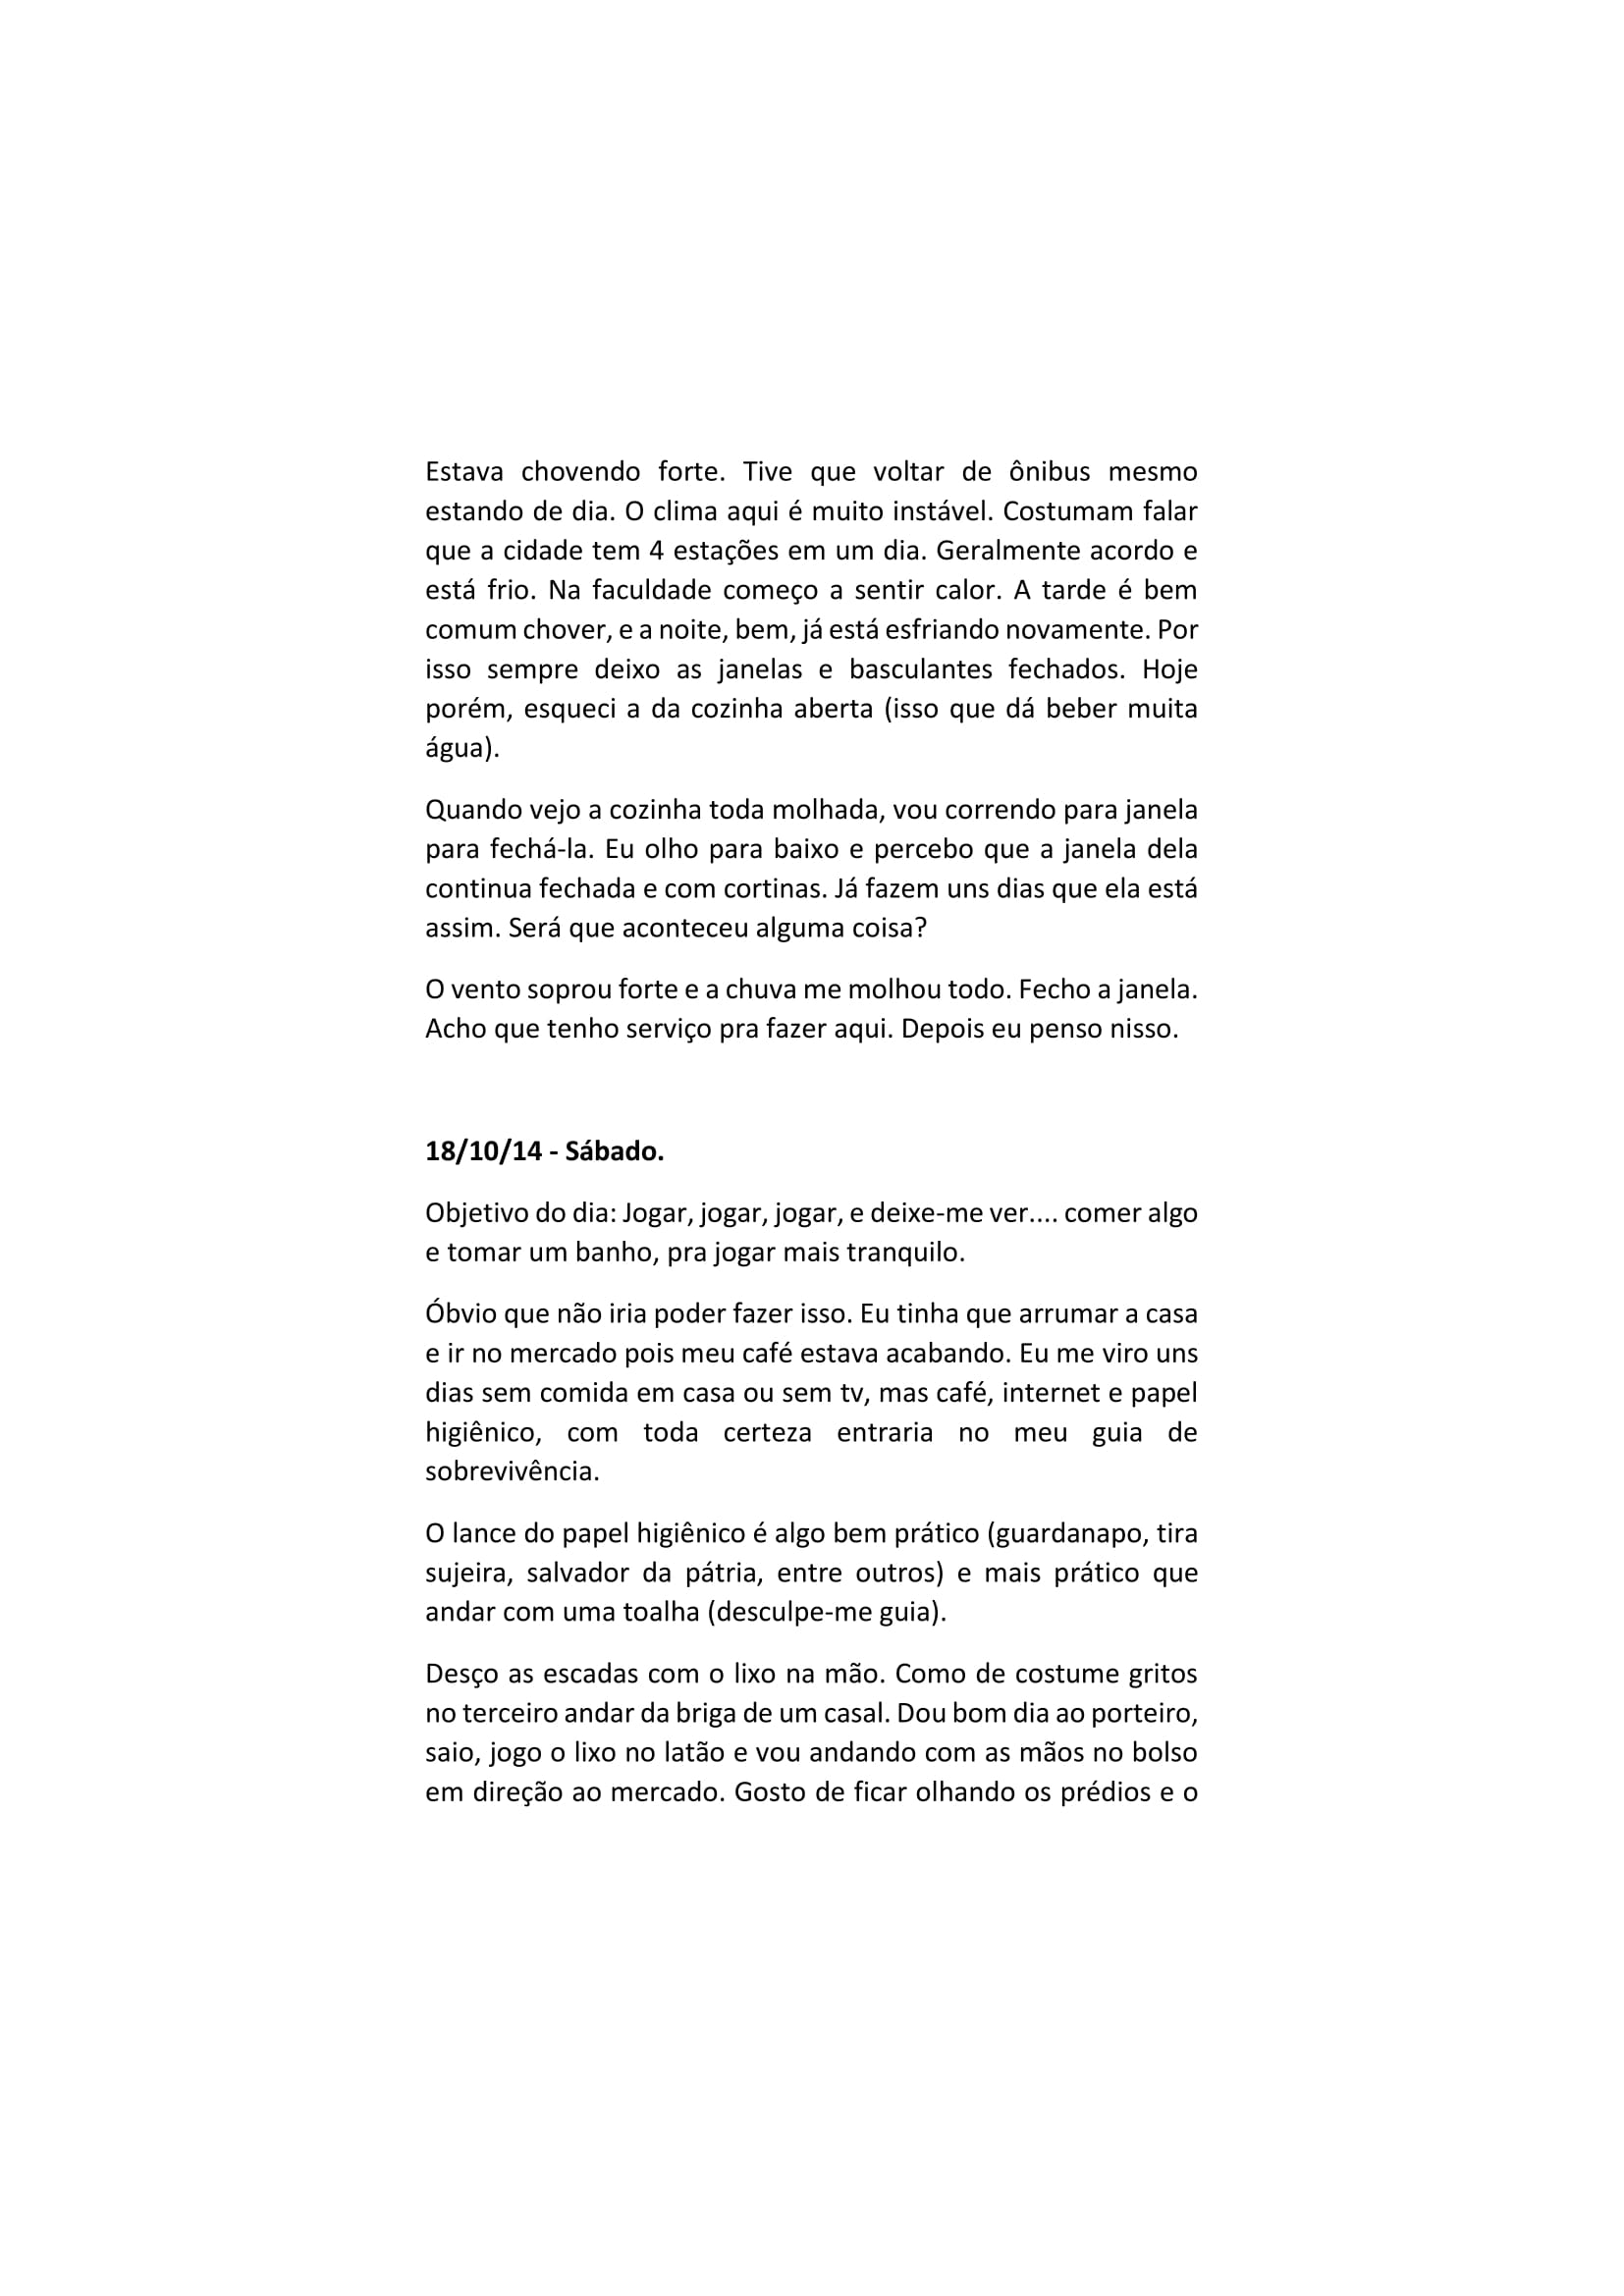 Estava chovendo forte. Tive que voltar de ônibus mesmo
estando de dia. O clima aqui é muito instável. Costumam falar
que a cidade tem 4 estações em um dia. Geralmente acordo e
está frio. Na faculdade começo a sentir calor. A tarde é bem
comum chover, e a noite, bem, já está esfriando novamente. Por
isso sempre deixo as janelas e basculantes fechados. Hoje
porém, esqueci a da cozinha aberta (isso que dá beber muita
água).
Quando vejo a cozinha toda molhada, vou correndo para janela
para fechá-la. Eu olho para baixo e percebo que a janela dela
continua fechada e com cortinas. Já fazem uns dias que ela está
assim. Será que aconteceu alguma coisa?
O vento soprou forte e a chuva me molhou todo. Fecho a janela.
Acho que tenho serviço pra fazer aqui. Depois eu penso nisso.
18/10/14 - Sábado.
Objetivo do dia: Jogar, jogar, jogar, e deixe-me ver.... comer algo
e tomar um banho, pra jogar mais tranquilo.
Óbvio que não iria poder fazer isso. Eu tinha que arrumar a casa
e ir no mercado pois meu café estava acabando. Eu me viro uns
dias sem comida em casa ou sem tv, mas café, internet e papel
higiênico, com toda certeza entraria no meu guia de
sobrevivência.
O lance do papel higiênico é algo bem prático (guardanapo, tira
sujeira, salvador da pátria, entre outros) e mais prático que
andar com uma toalha (desculpe-me guia).
Desço as escadas com o lixo na mão. Como de costume gritos
no terceiro andar da briga de um casal. Dou bom dia ao porteiro,
saio, jogo o lixo no latão e vou andando com as mãos no bolso
em direção ao mercado. Gosto de ficar olhando os prédios e o